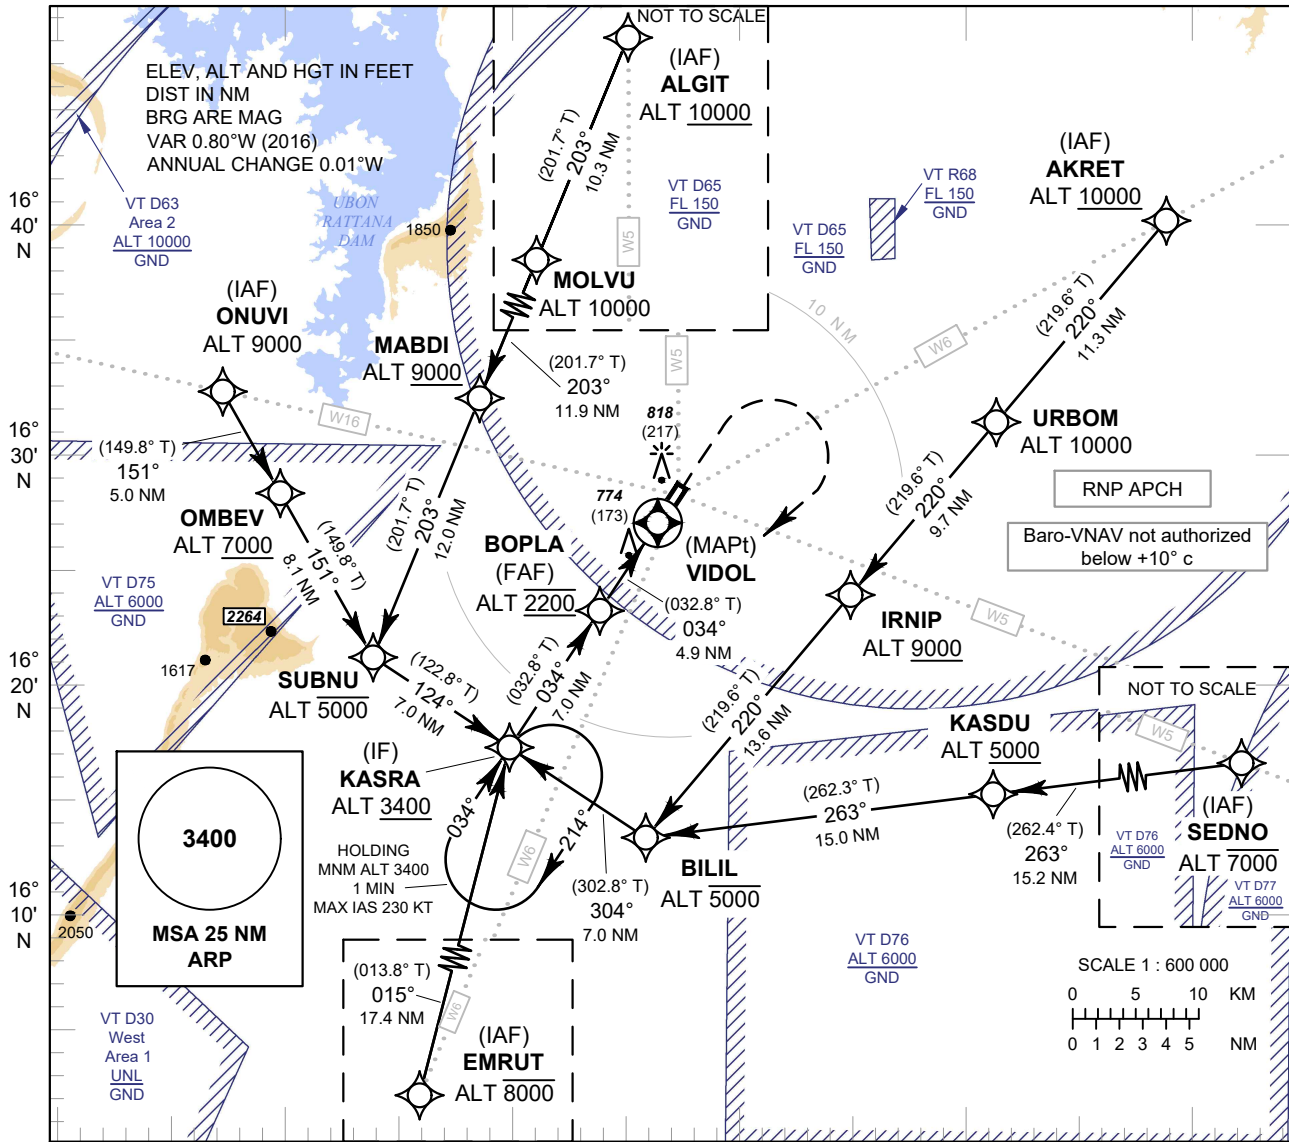 NOT TO SCALE
ELEV, ALT AND HGT IN FEET
DIST IN NM
BRG ARE MAG
VAR 0.80°W (2016)
ANNUAL CHANGE 0.01°W
(IAF)
ALGIT
ALT 10000
(201.7° T)
203°
10.3 NM
(IAF)
AKRET
ALT 10000
VT D63
Area 2
ALT 10000
GND
UBON
RATTANA
DAM
1850
VT D65
FL 150
GND
VT R68
FL 150
GND
VT D65
FL 150
GND
W5
16°
40'
N
MOLVU
ALT 10000
(219.6° T)
220°
11.3 NM
(IAF)
ONUVI
ALT 9000
MABDI
ALT 9000
(201.7° T)
203°
11.9 NM
W5
10 NM
W6
W16
URBOM
ALT 10000
16°
30'
N
(149.8° T)
151°
5.0 NM
818
(217)
774
(173)
(219.6° T)
220°
9.7 NM
RNP APCH
Baro-VNAV not authorized
below +10° c
OMBEV
ALT 7000
(149.8° T)
151°
8.1 NM
(201.7° T)
203°
12.0 NM
BOPLA
(FAF)
ALT 2200
(MAPt)
VIDOL
(032.8° T)
034°
4.9 NM
VT D75
ALT 6000
GND
2264
1617
IRNIP
ALT 9000
W5
16°
20'
N
SUBNU
ALT 5000
(122.8° T)
124°
7.0 NM
(032.8° T)
034°
7.0 NM
(219.6° T)
220°
13.6 NM
NOT TO SCALE
KASDU
ALT 5000
W5
(IF)
KASRA
ALT 3400
3400
MSA 25 NM
ARP
034°
214°
HOLDING
MNM ALT 3400
1 MIN
MAX IAS 230 KT
W6
(262.3° T)
263°
15.0 NM
(262.4° T)
263°
15.2 NM
(IAF)
SEDNO
ALT 7000
VT D76
ALT 6000
GND
VT D77
ALT 6000
GND
BILIL
ALT 5000
(302.8° T)
304°
7.0 NM
16°
10'
N
2050
VT D76
ALT 6000
GND
(013.8° T)
015°
17.4 NM
W6
(IAF)
EMRUT
ALT 8000
VT D30
West
Area 1
UNL
GND
SCALE 1 : 600 000
0 5 10 KM
0 1 2 3 4 5 NM